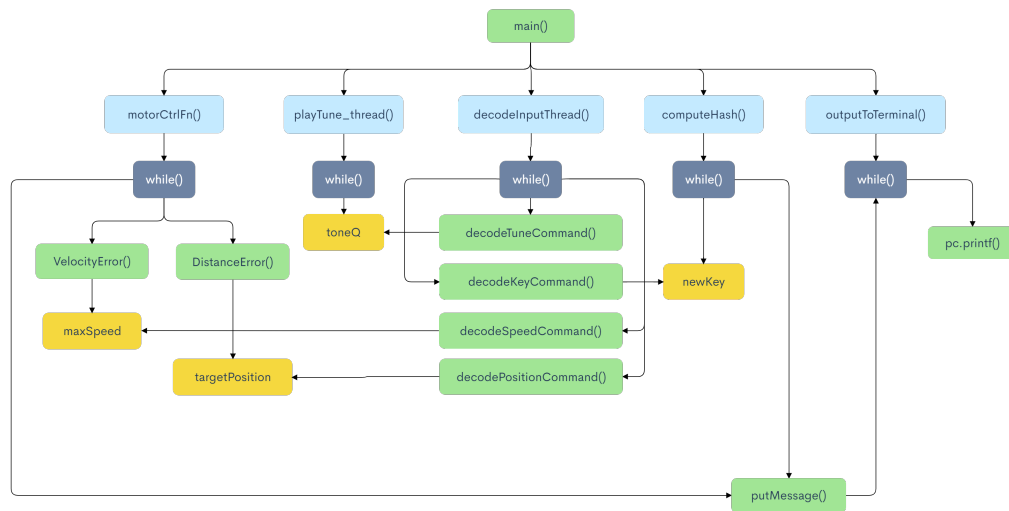 main()
motorCtrlFn()
playTune_thread()
decodeInputThread()
computeHash()
outputToTerminal()
while()
while()
while()
while()
while()
toneQ
decodeTuneCommand()
pc.printf()
VelocityError()
DistanceError()
decodeKeyCommand()
newKey
maxSpeed
decodeSpeedCommand()
targetPosition
decodePositionCommand()
putMessage()